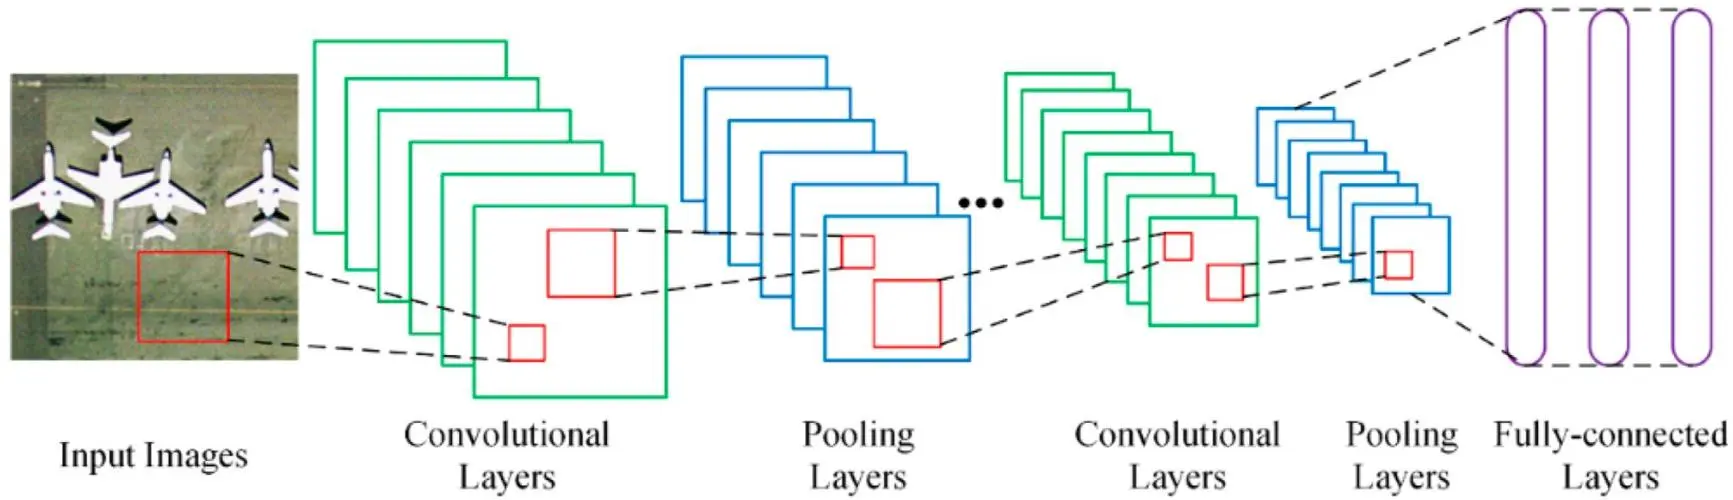 Input Images
Convolutional
Layers
Pooling
Layers
Convolutional
Layers
Pooling
Layers
Fully-connected
Layers